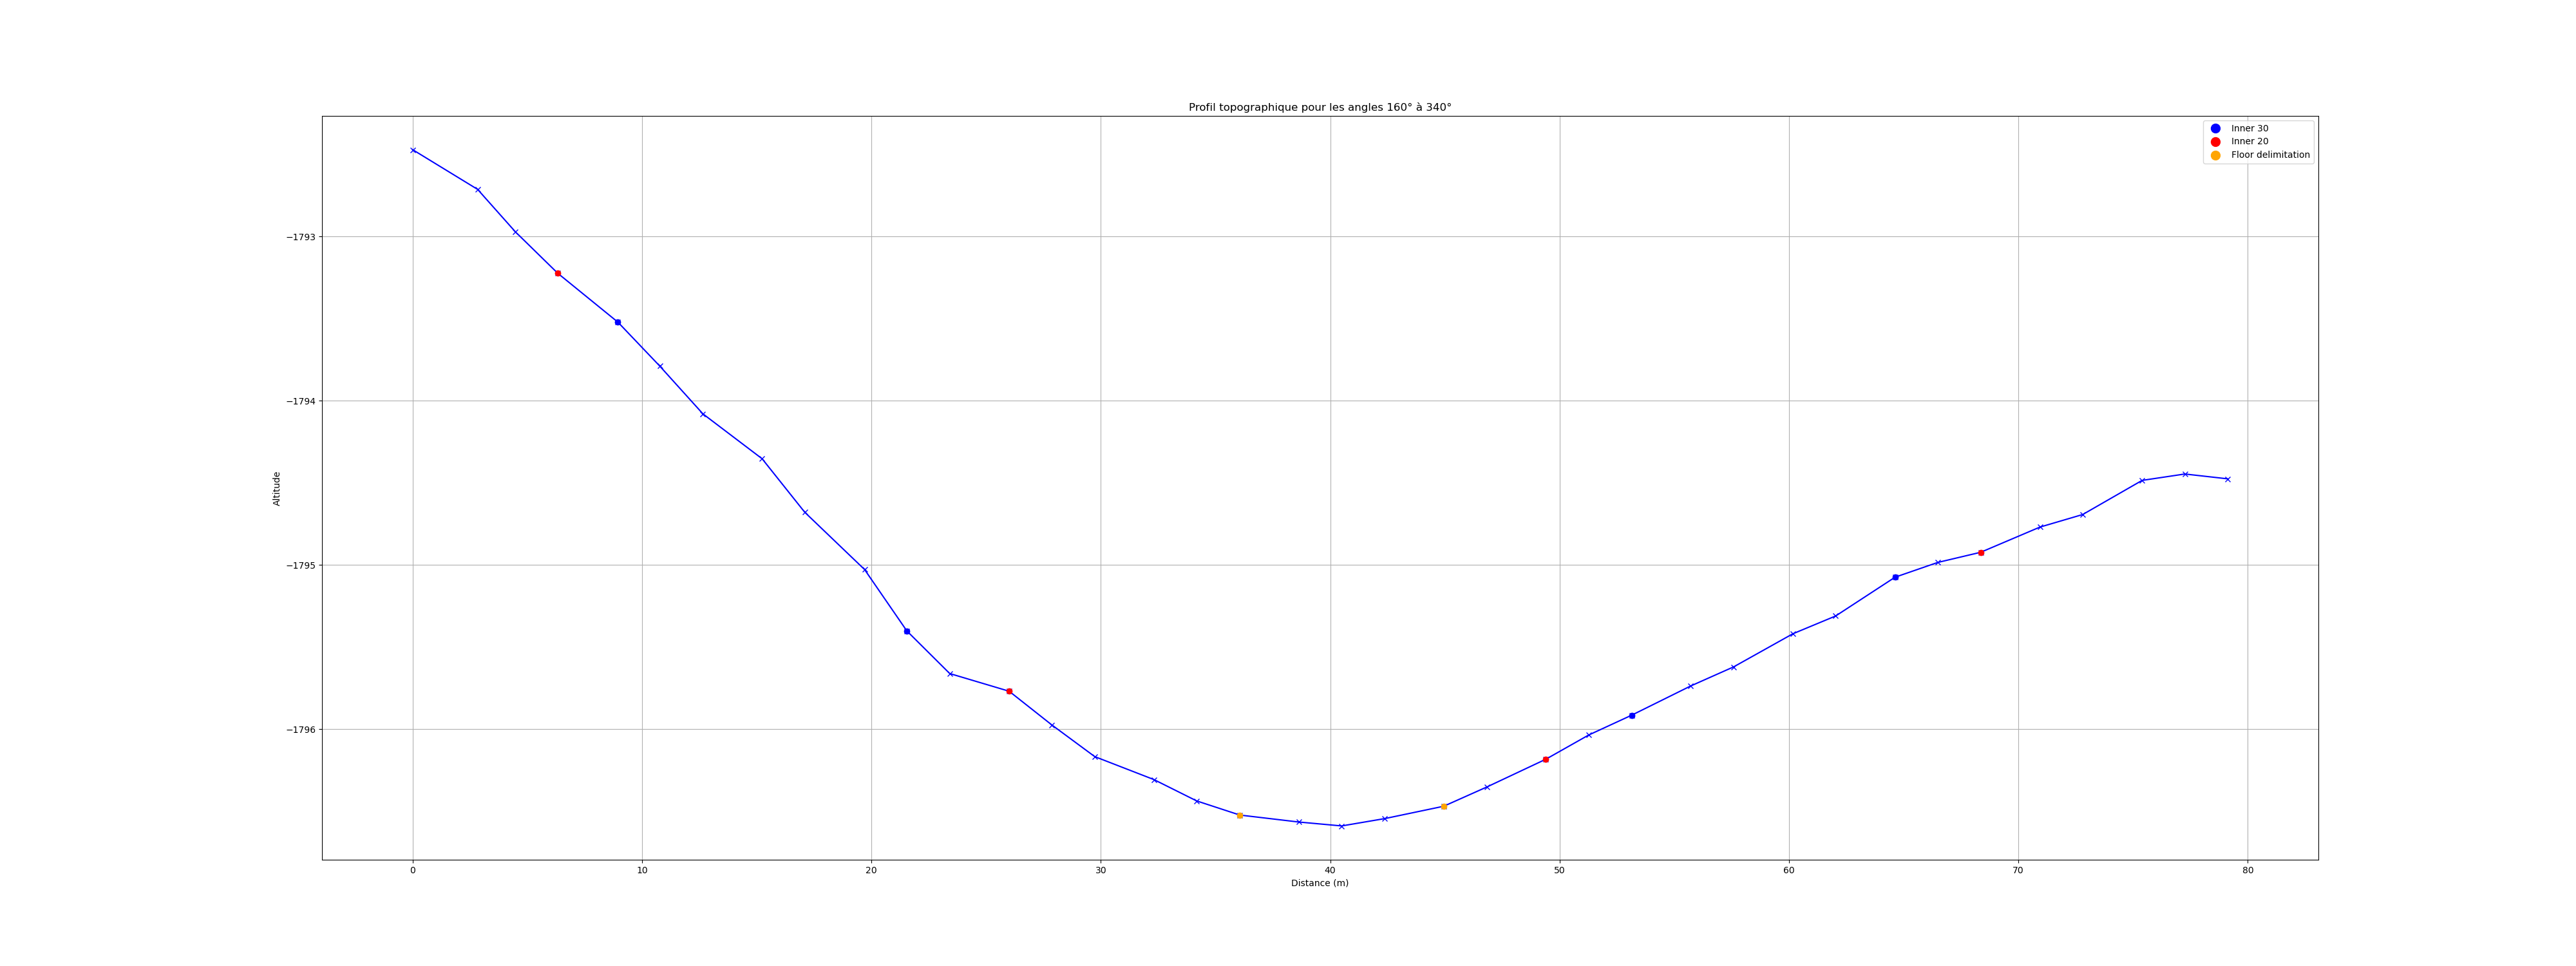 Profil topographique pour les angles 160° à 340°
Inner 30
Inner 20
Floor delimitation
−1793
−1794
−1795
−1796
Altitude
0 10 20 30 40 50 60 70 80
Distance (m)